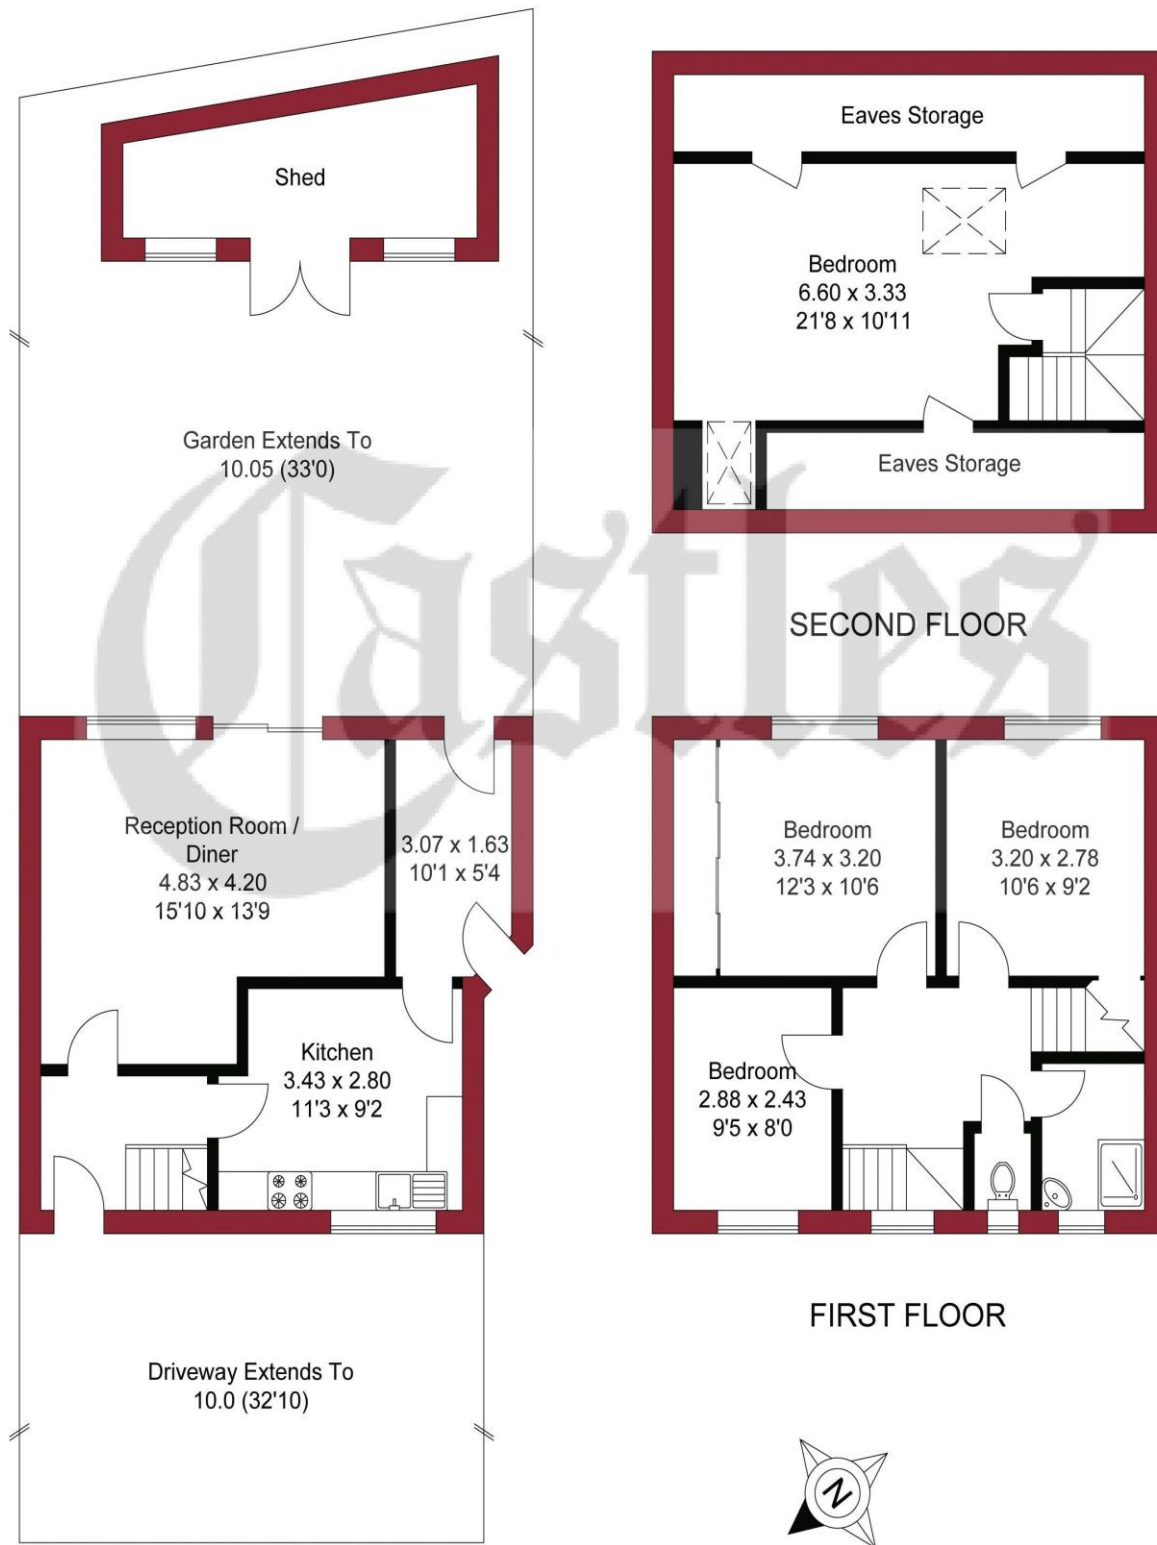 Shed
Garden Extends To
10.05 (33'0)
Reception Room /
Diner
4.83 x 4.20
15'10 x 13'9
3.07 x 1.63
10'1 x 5'4
Kitchen
3.43 x 2.80
11'3 x 9'2
Driveway Extends To
10.0 (32'10)
Eaves Storage
Bedroom
6.60 x 3.33
21'8 x 10'11
Eaves Storage
SECOND FLOOR
Bedroom
3.74 x 3.20
12'3 x 10'6
Bedroom
3.20 x 2.78
10'6 x 9'2
Bedroom
2.88 x 2.43
9'5 x 8'0
FIRST FLOOR
N
Castles